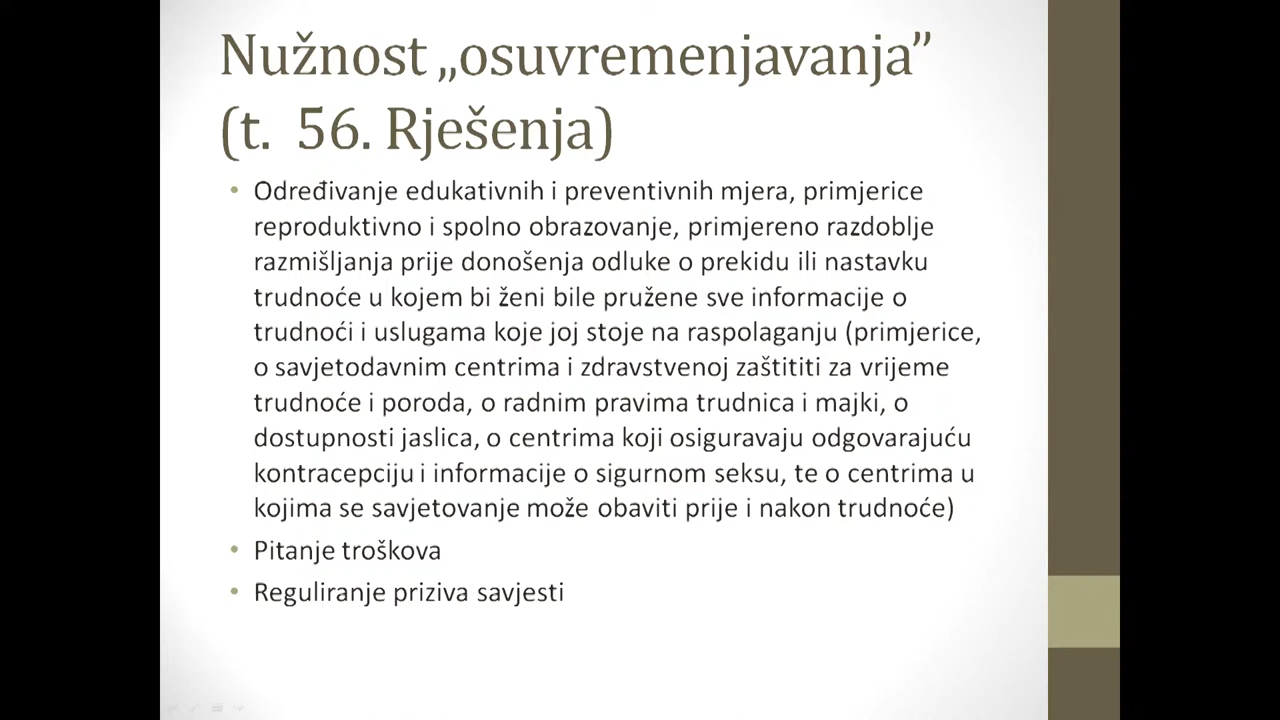 Nužnost „osuvremenjavanja”
(t. 56. Rješenja)
• Određivanje edukativnih i preventivnih mjera, primjerice
reproduktivno i spolno obrazovanje, primjereno razdoblje
razmišljanja prije donošenja odluke o prekidu ili nastavku
trudnoće u kojem bi ženi bile pružene sve informacije o
trudnoći i uslugama koje joj stoje na raspolaganju (primjerice,
o savjetodavnim centrima i zdravstvenoj zaštititi za vrijeme
trudnoće i poroda, o radnim pravima trudnica i majki, o
dostupnosti jaslica, o centrima koji osiguravaju odgovarajuću
kontracepciju i informacije o sigurnom seksu, te o centrima u
kojima se savjetovanje može obaviti prije i nakon trudnoće)
• Pitanje troškova
• Reguliranje priziva savjesti